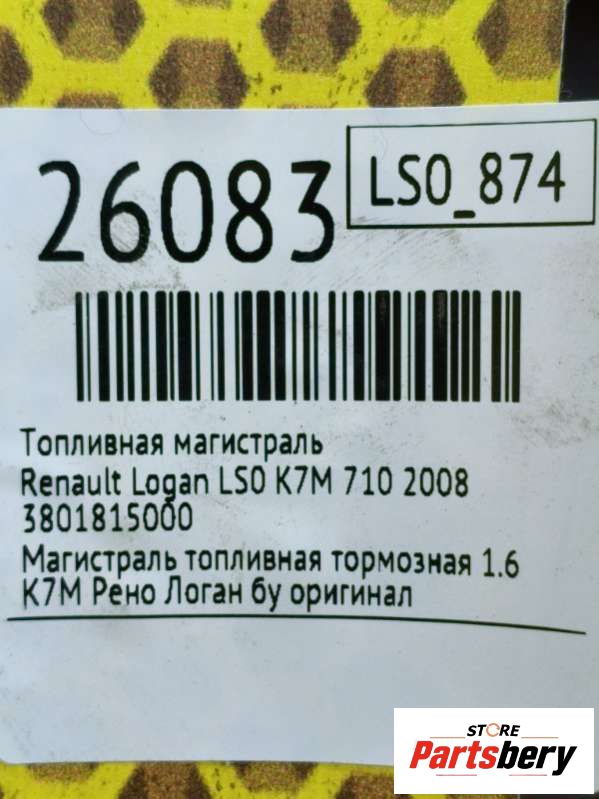 26083
LS0_874
Топливная магистраль
Renault Logan LS0 K7M 710 2008
3801815000
Магистраль топливная тормозная 1.6
K7M Рено Логан бу оригинал
STORE
Partsbery